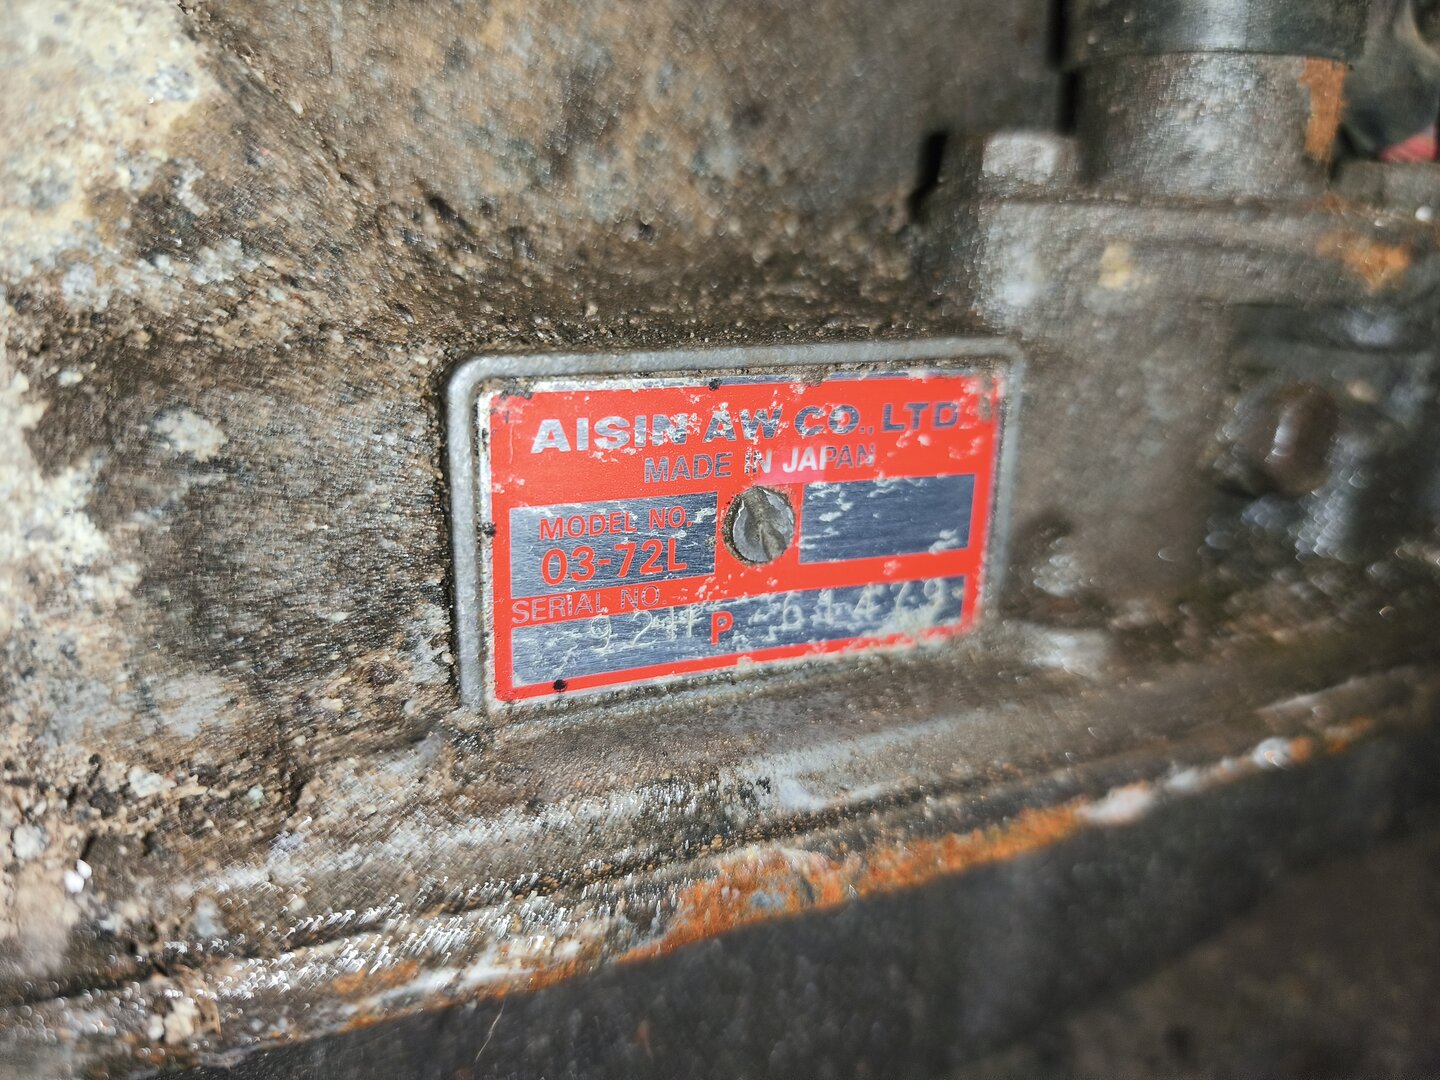 AISIN AW CO., LTD
MADE IN JAPAN
MODEL NO.
03-72L
SERIAL NO.
P